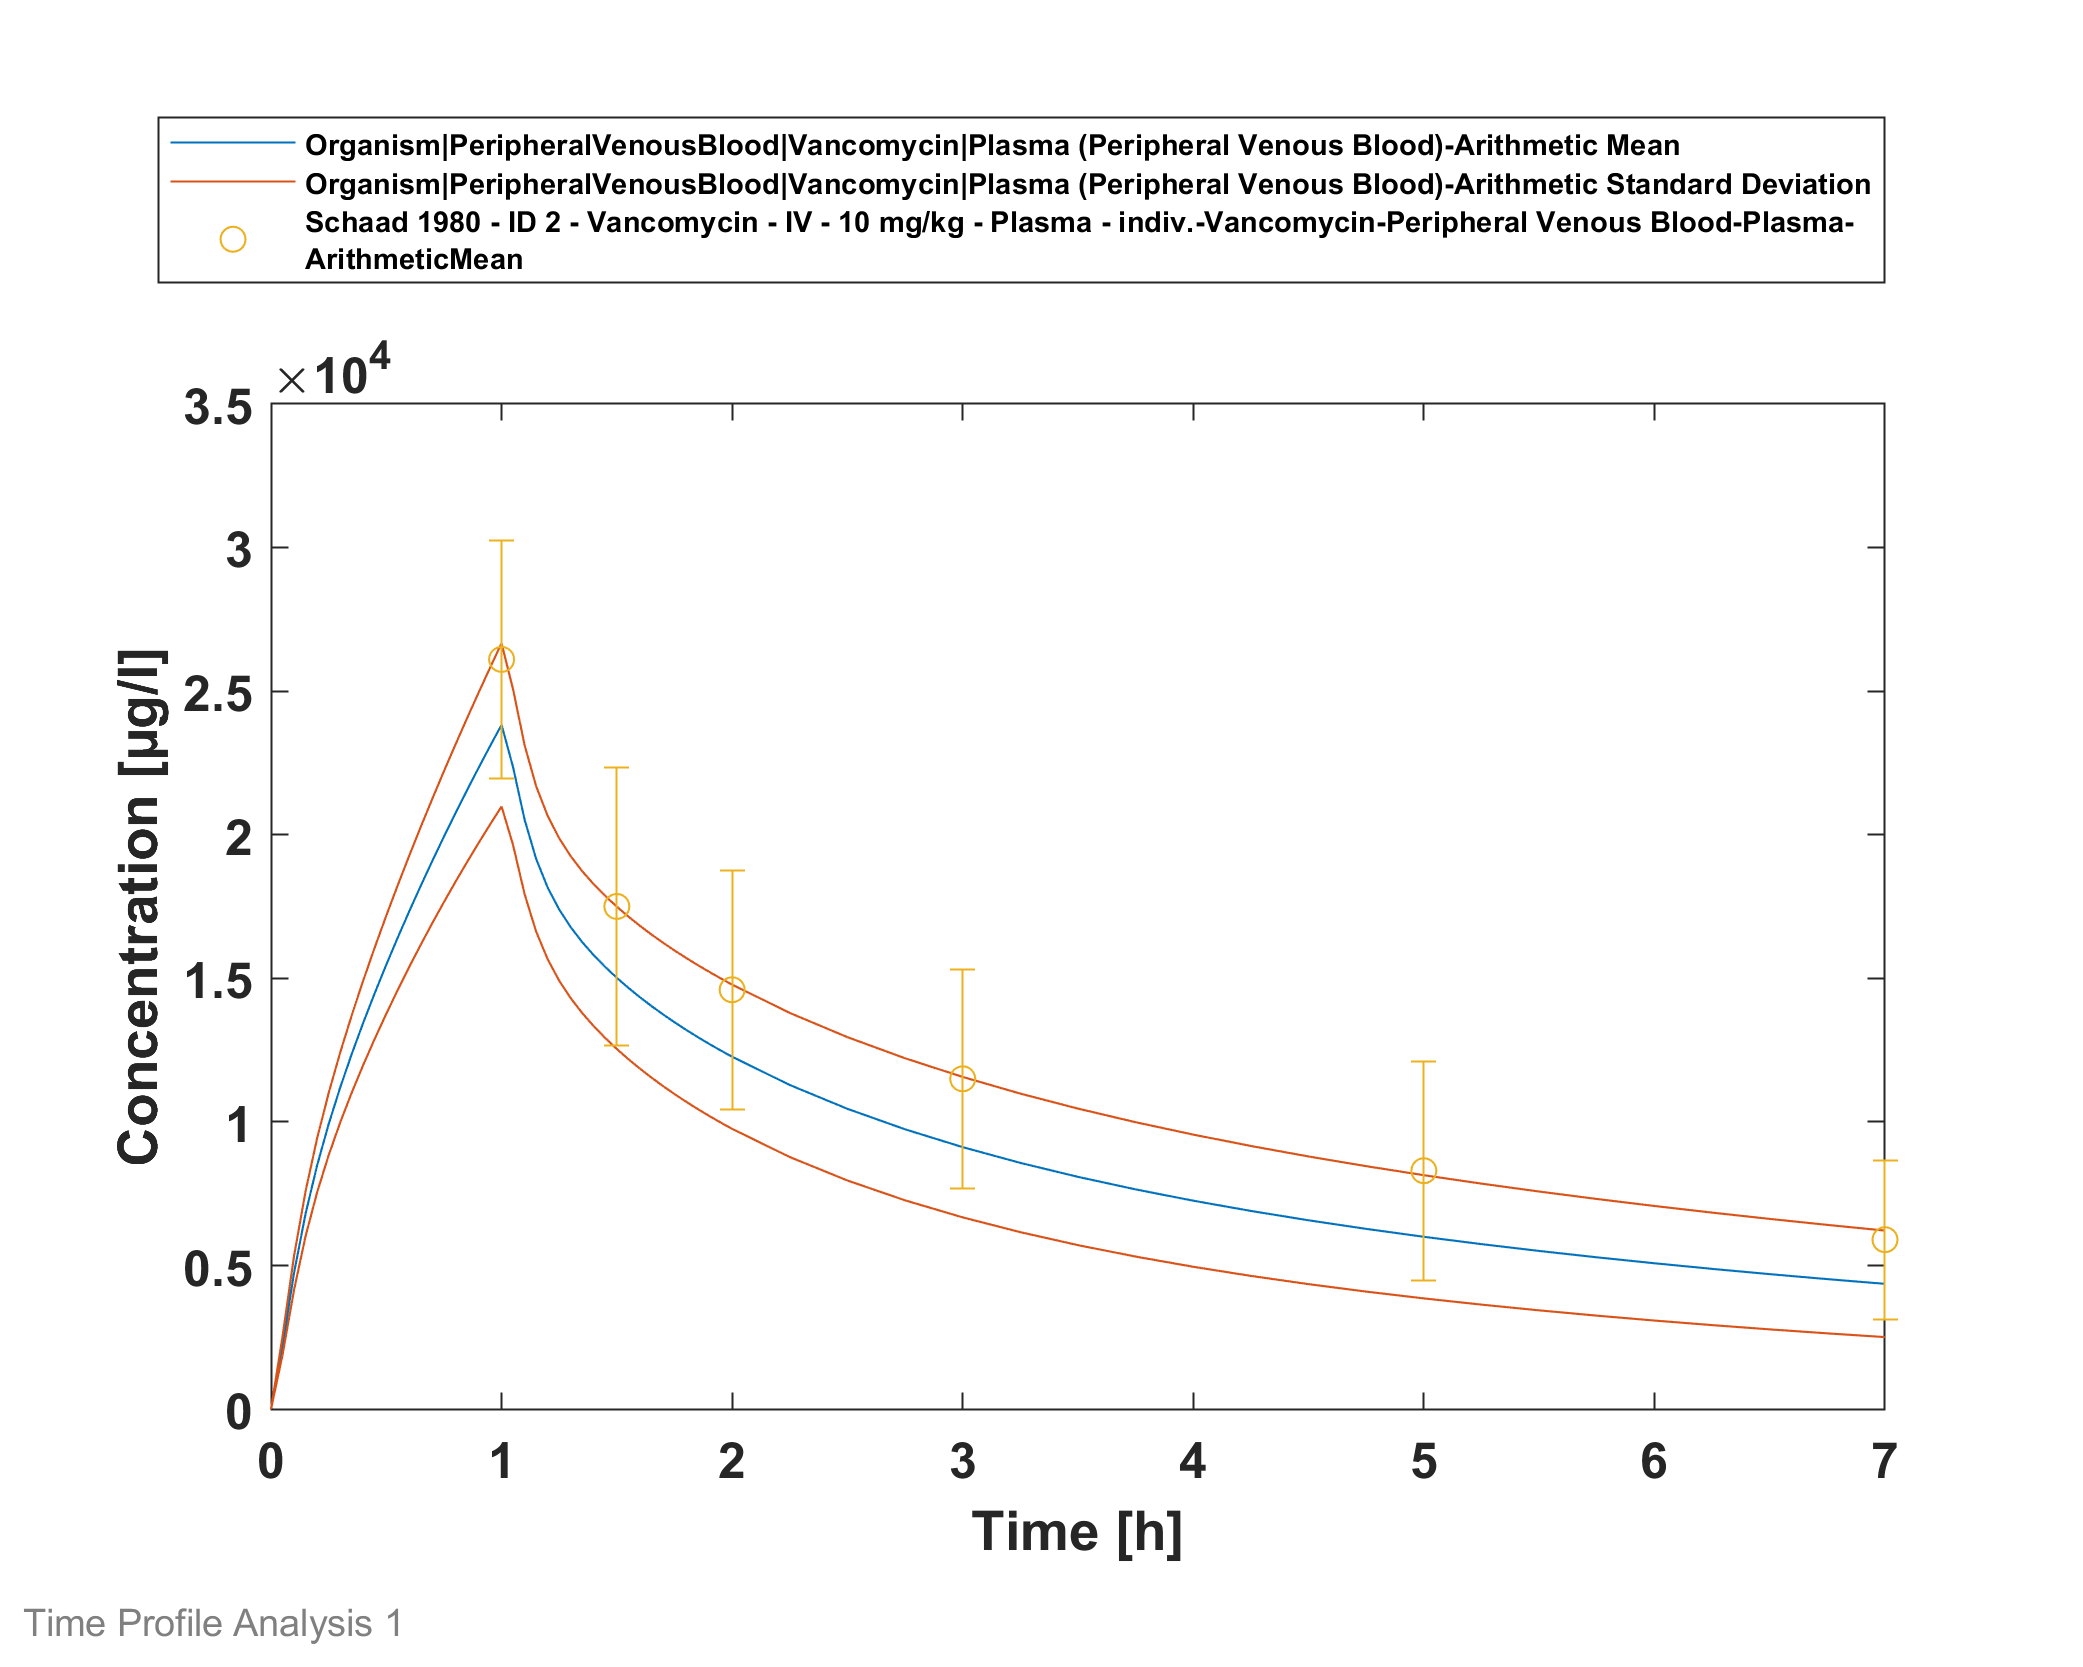 Organism|PeripheralVenousBlood|Vancomycin|Plasma (Peripheral Venous Blood)-Arithmetic Mean
Organism|PeripheralVenousBlood|Vancomycin|Plasma (Peripheral Venous Blood)-Arithmetic Standard Deviation
Schaad 1980 - ID 2 - Vancomycin - IV - 10 mg/kg - Plasma - indiv.-Vancomycin-Peripheral Venous Blood-Plasma-
ArithmeticMean
×10^4
3.5
3
2.5
2
1.5
1
0.5
0
Concentration [µg/l]
0 1 2 3 4 5 6 7
Time [h]
Time Profile Analysis 1